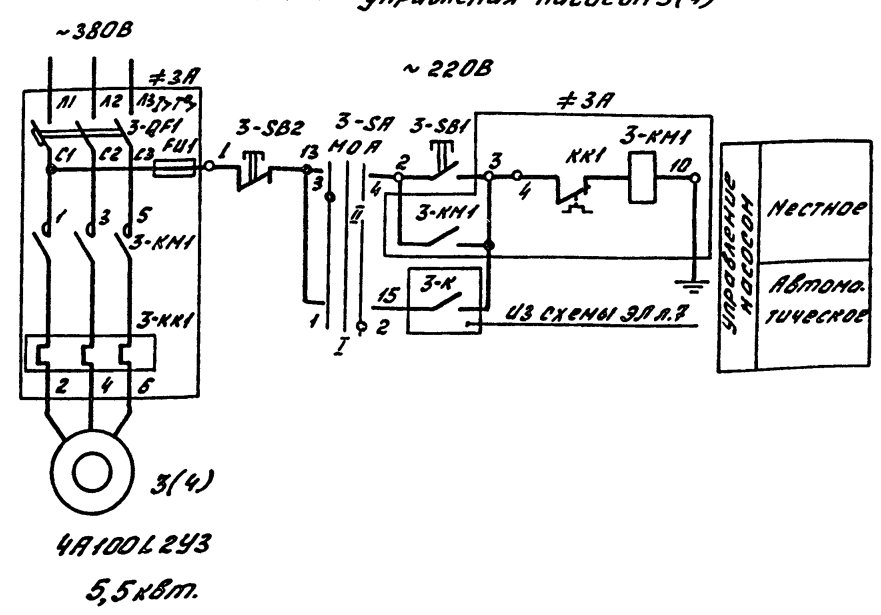 управления насосом 3(4)
~380В
~220В
≠3А
Л1 Л2 Л3 I> T°>
3-QF1
С1 С2 С3 FU1
1
3-SB2
13
3-SA
М О А
3
4
1
I
II
2
3-SB1
2
3
≠3А
4
КК1
3-КМ1
10
3-КМ1
15
3-К
2
из схемы ЭЛ л.7
1 3 5
3-КМ1
3-КК1
2 4 6
3(4)
4А100L2У3
5,5кВт.
Управление насосом
Местное
Автома-
тическое